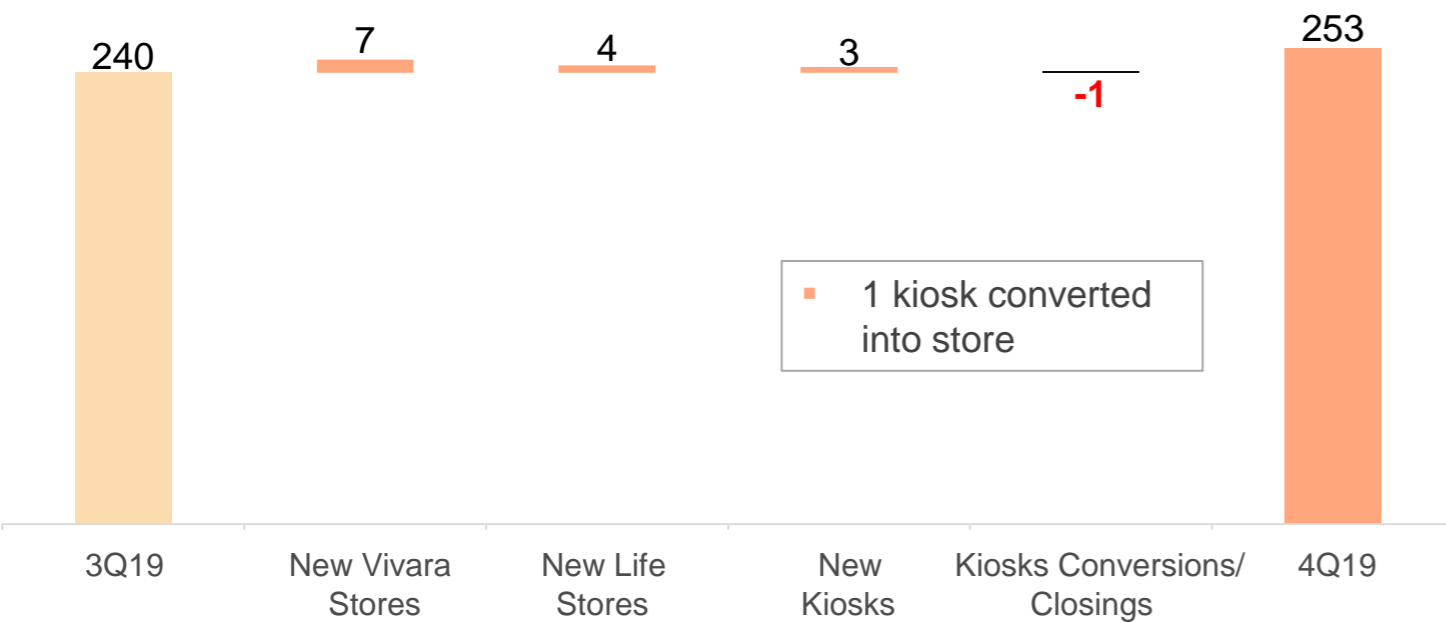 240
7
4
3
-1
253
▪ 1 kiosk converted
into store
3Q19
New Vivara
Stores
New Life
Stores
New
Kiosks
Kiosks Conversions/
Closings
4Q19